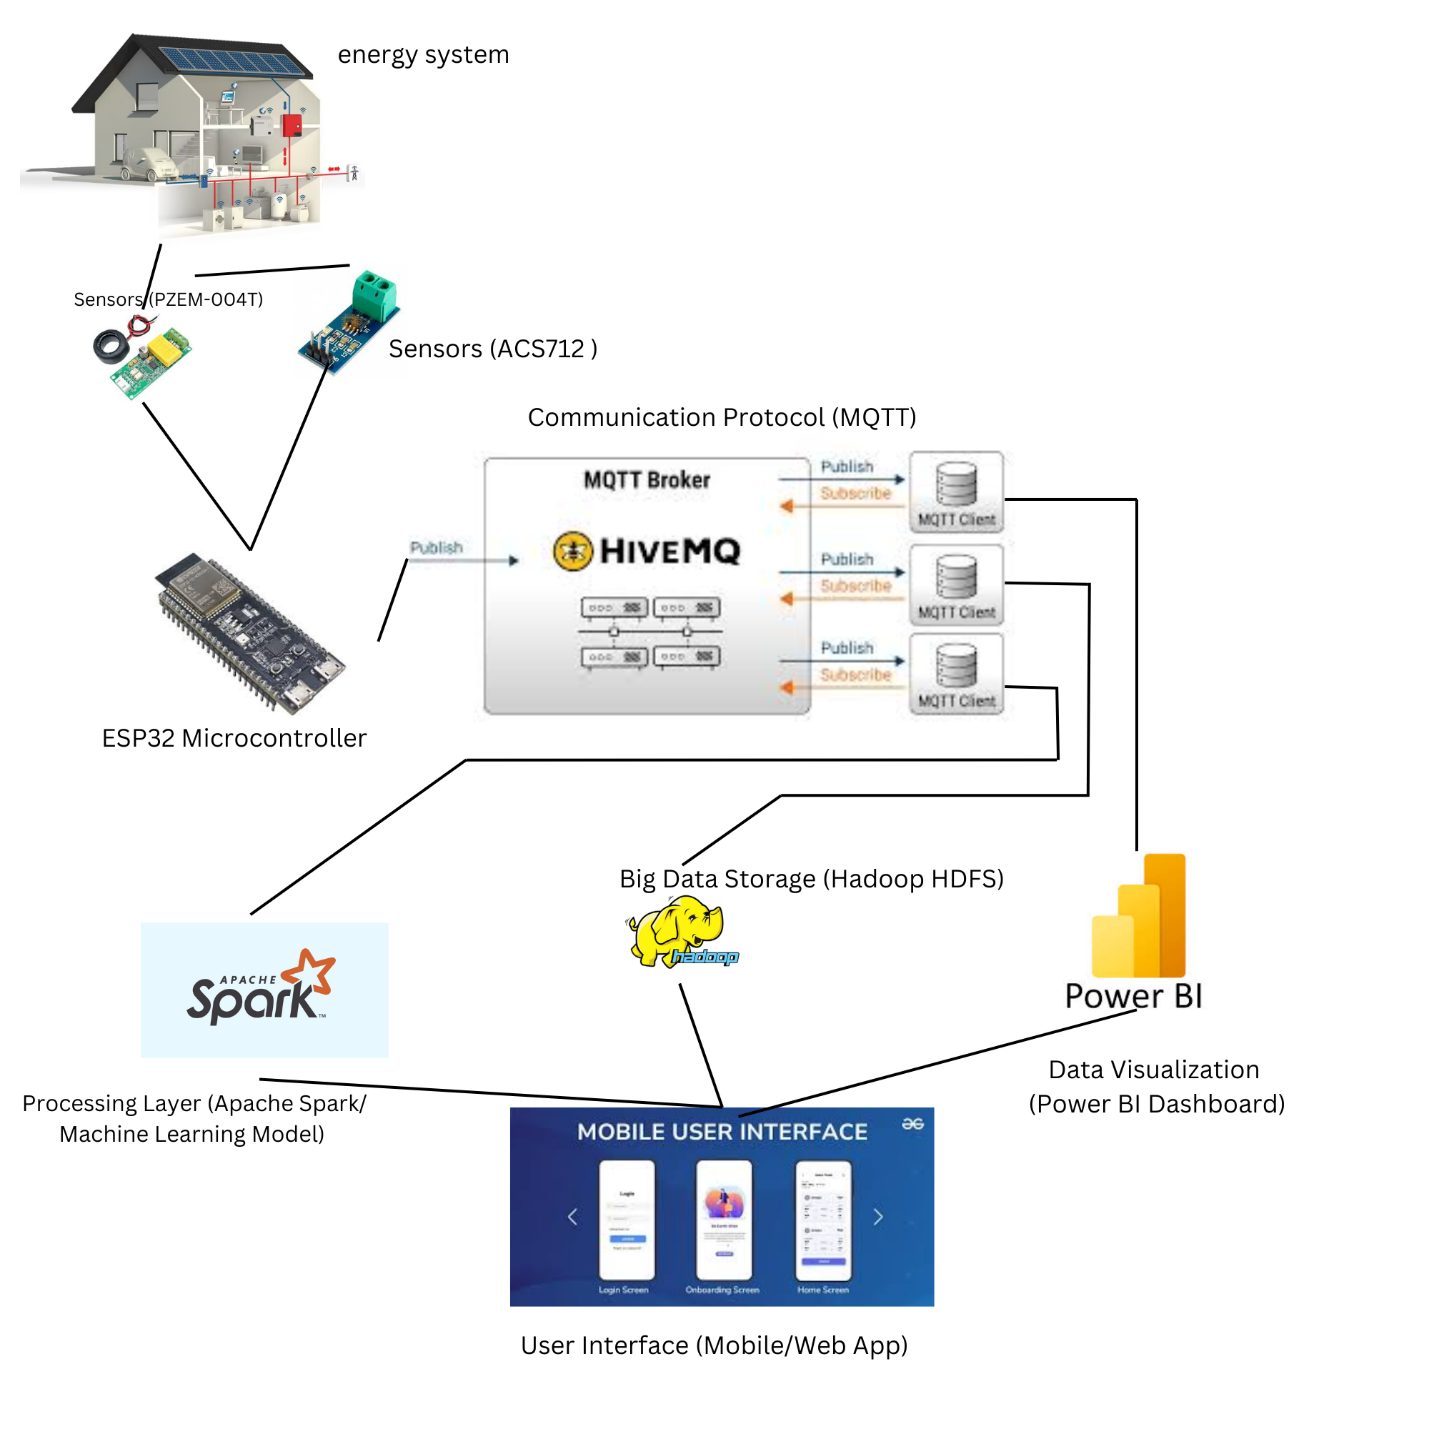 energy system
Sensors (PZEM-004T)
Sensors (ACS712 )
Communication Protocol (MQTT)
MQTT Broker
HIVEMQ
Publish
Publish
Subscribe
MQTT Client
Publish
Subscribe
MQTT Client
Publish
Subscribe
MQTT Client
ESP32 Microcontroller
Big Data Storage (Hadoop HDFS)
hadoop
APACHE
Spark™
Power BI
Data Visualization
(Power BI Dashboard)
Processing Layer (Apache Spark/
Machine Learning Model)
MOBILE USER INTERFACE
Login
Login Screen
Onboarding Screen
Home Screen
User Interface (Mobile/Web App)